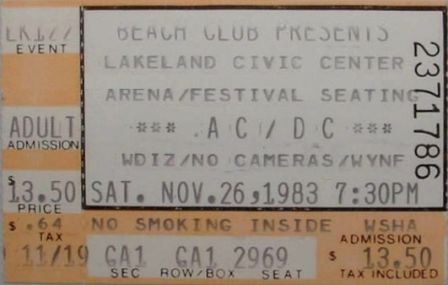 LK127 BEACH CLUB PRESENTS
EVENT LAKELAND CIVIC CENTER
ARENA/FESTIVAL SEATING
ADULT *** AC/DC ***
ADMISSION WDIZ/NO CAMERAS/WYNF
$ 13.50 SAT. NOV. 26, 1983 7:30PM
PRICE
$ .64 NO SMOKING INSIDE WSHA
TAX ADMISSION
11/19 GA1 GA1 2969 $ 13.50
SEC ROW/BOX SEAT TAX INCLUDED
2371786